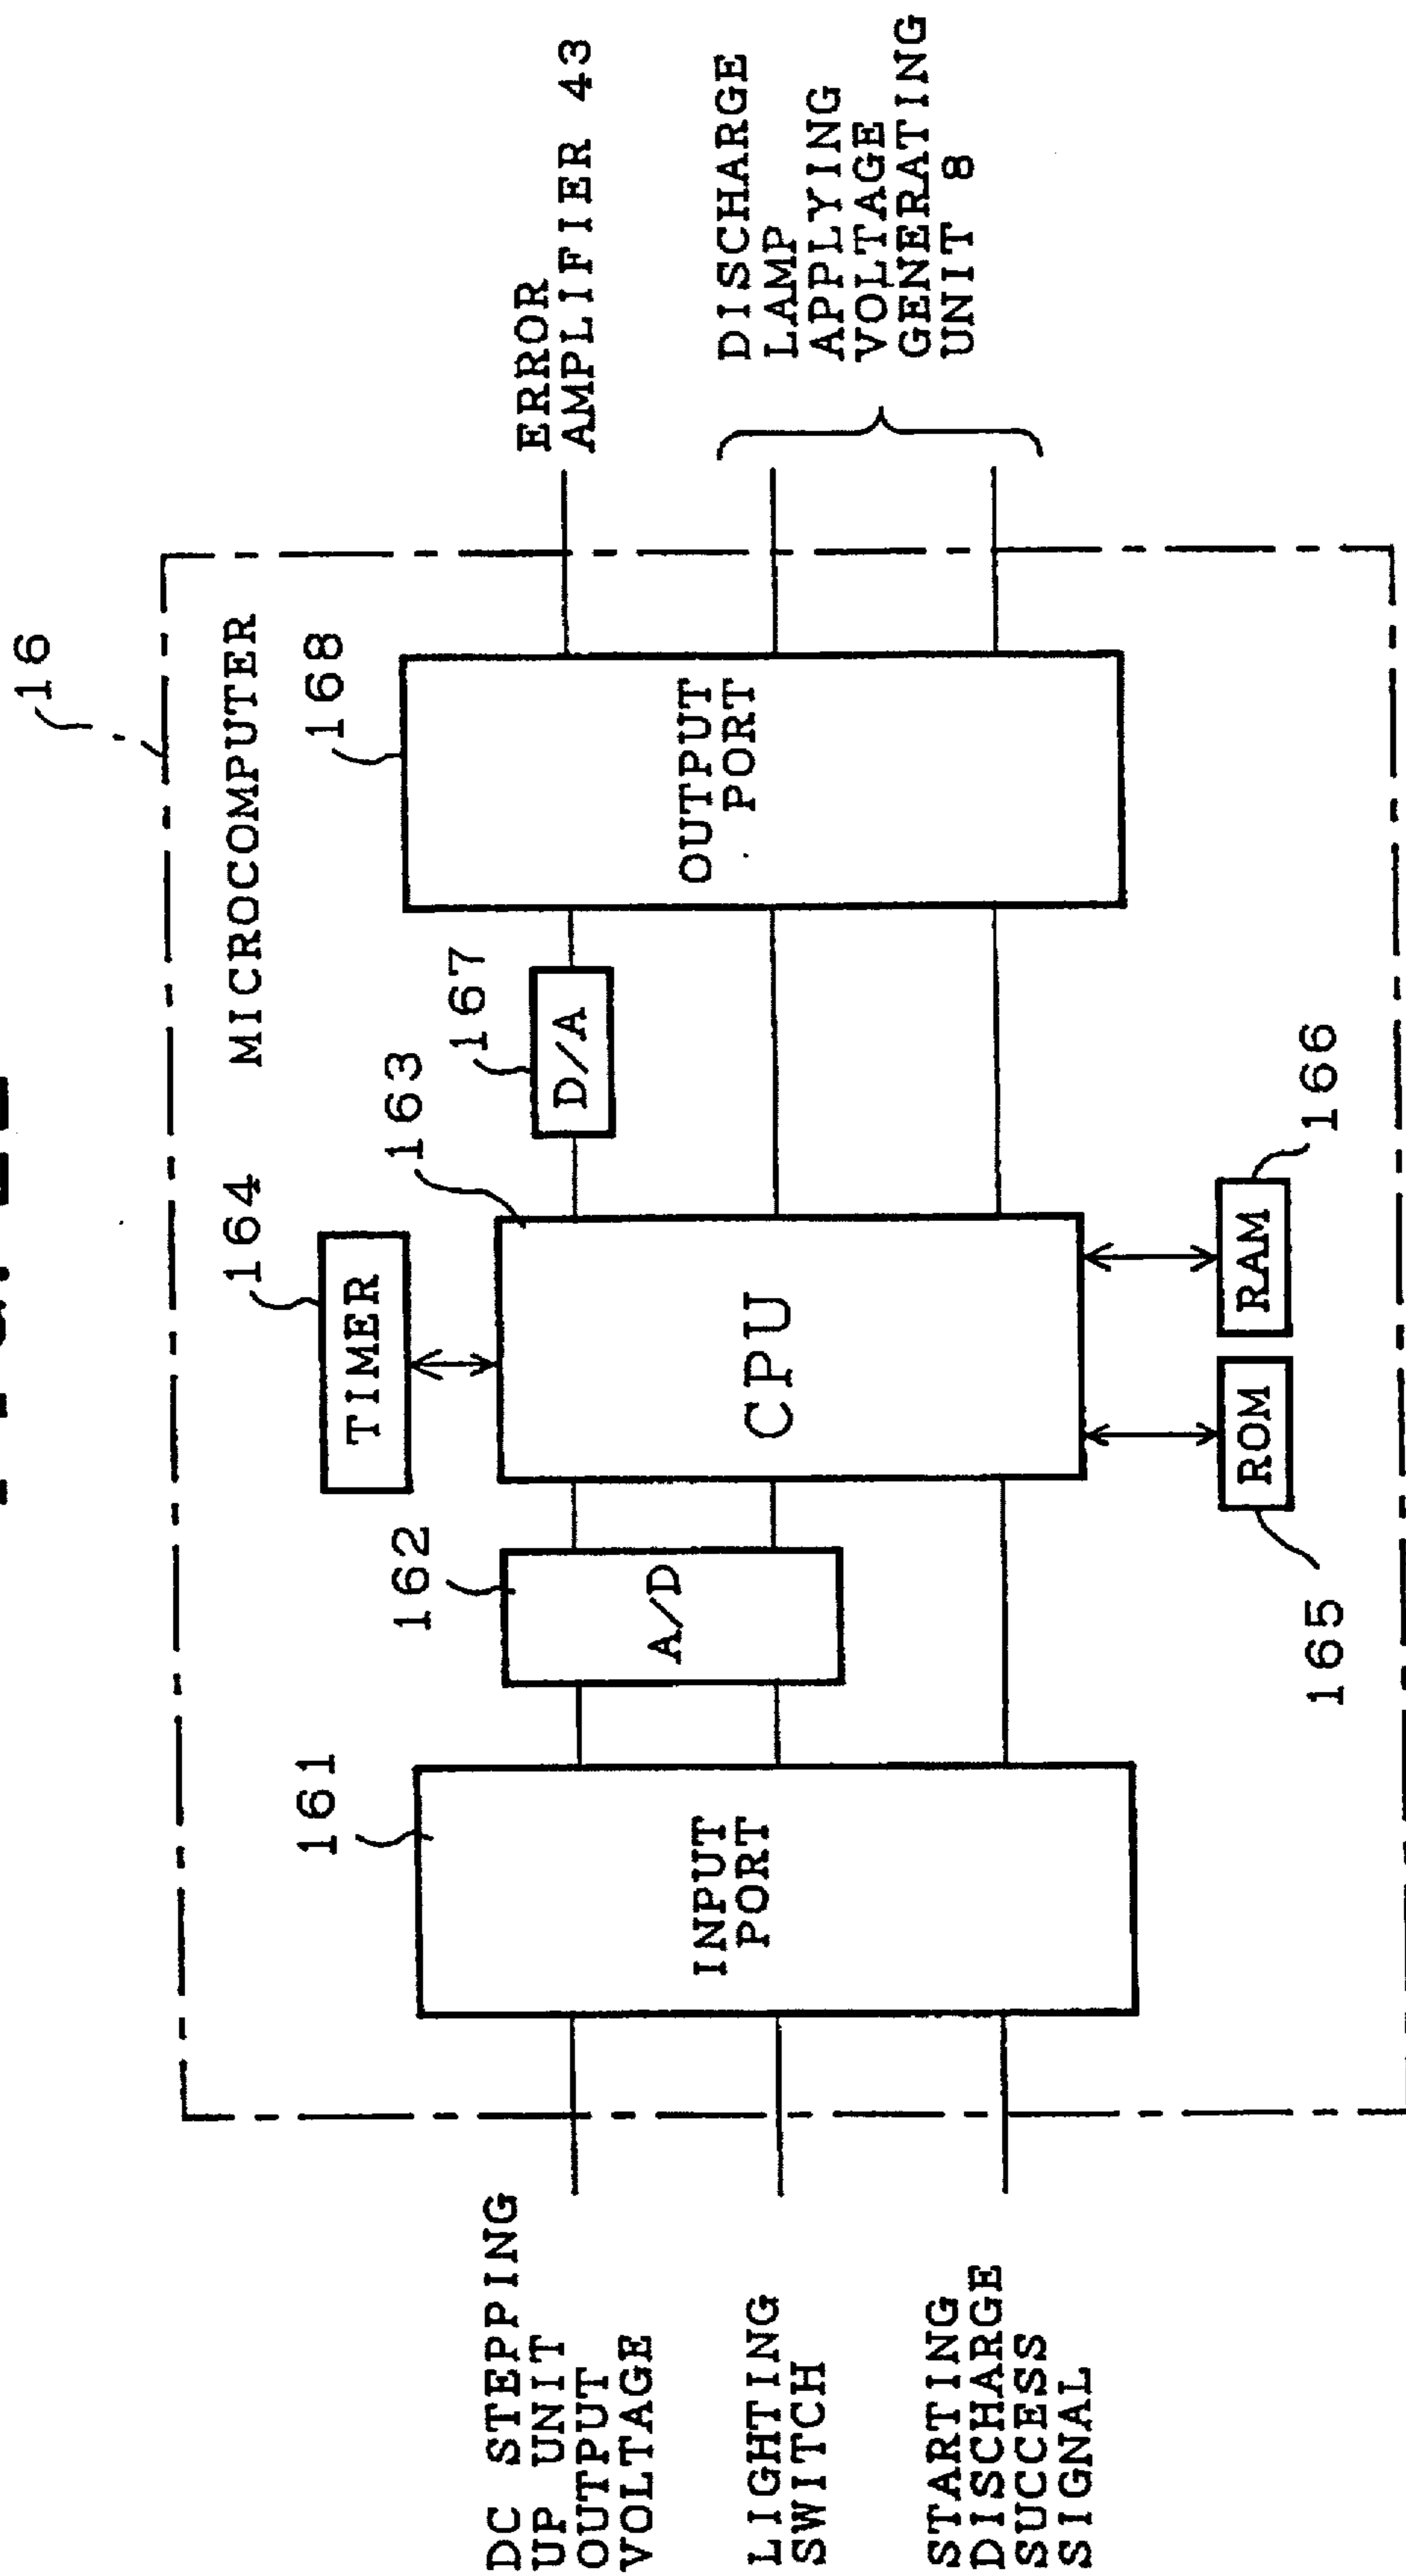 16
MICROCOMPUTER
161
162
164
163
167
168
DC STEPPING
UP UNIT
OUTPUT
VOLTAGE
LIGHTING
SWITCH
STARTING
DISCHARGE
SUCCESS
SIGNAL
INPUT
PORT
A/D
TIMER
CPU
D/A
OUTPUT
PORT
ERROR
AMPLIFIER 43
DISCHARGE
LAMP
APPLYING
VOLTAGE
GENERATING
UNIT 8
ROM
RAM
165
166